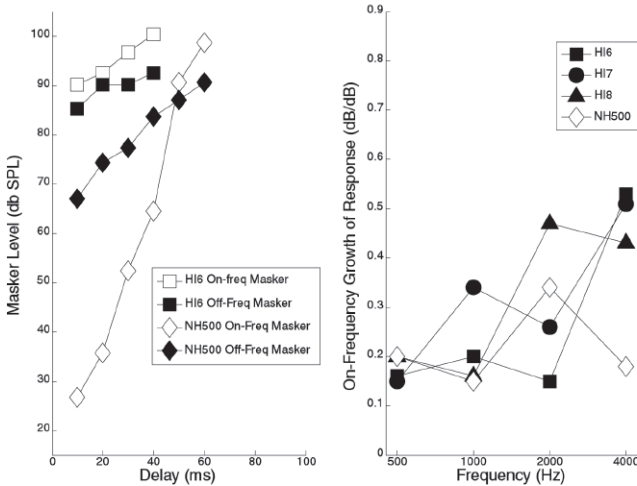 100
90
80
70
60
50
40
30
20
Masker Level (db SPL)
0
20
40
60
80
100
Delay (ms)
HI6 On-freq Masker
HI6 Off-Freq Masker
NH500 On-Freq Masker
NH500 Off-Freq Masker
0.9
0.8
0.7
0.6
0.5
0.4
0.3
0.2
0.1
0
On-Frequency Growth of Response (dB/dB)
500
1000
2000
4000
Frequency (Hz)
HI6
HI7
HI8
NH500